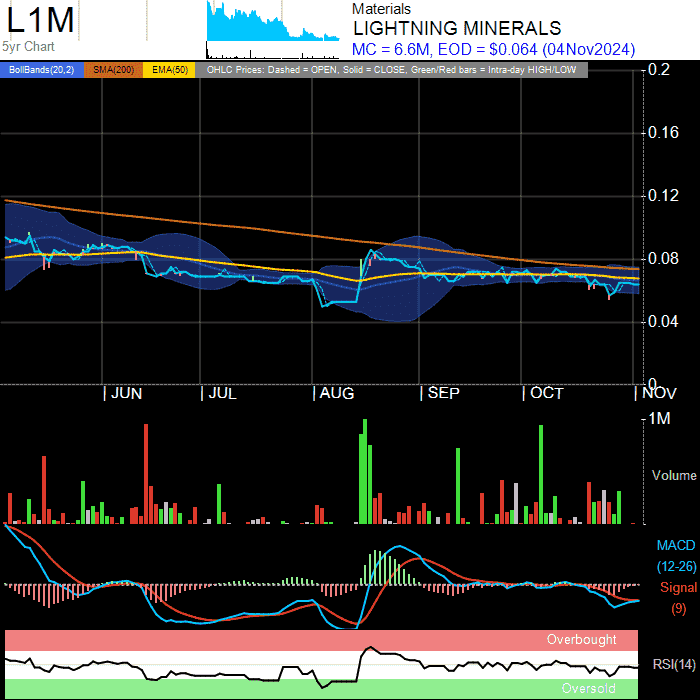 L1M
5yr Chart
Materials
LIGHTNING MINERALS
MC = 6.6M, EOD = $0.064 (04Nov2024)
BollBands(20,2) SMA(200) EMA(50) OHLC Prices: Dashed = OPEN, Solid = CLOSE, Green/Red bars = Intra-day HIGH/LOW
0.2
0.16
0.12
0.08
0.04
0
JUN JUL AUG SEP OCT NOV
1M
Volume
MACD
(12-26)
Signal
(9)
Overbought
RSI(14)
Oversold